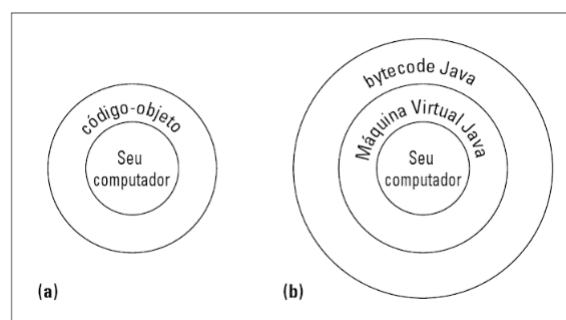 código-objeto
Seu
computador
(a)
bytecode Java
Máquina Virtual Java
Seu
computador
(b)